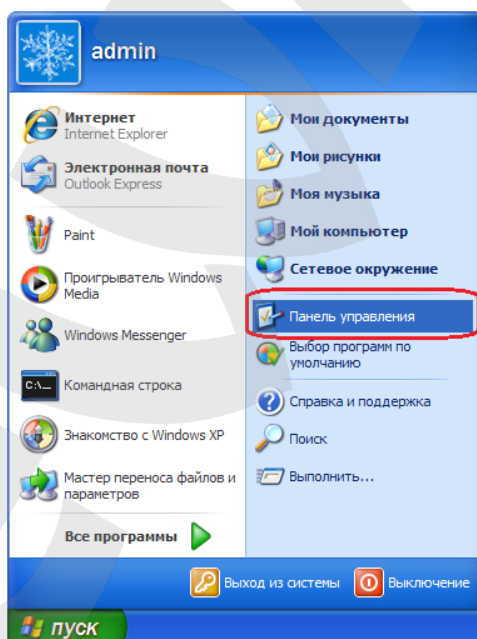 admin
Интернет
Internet Explorer
Электронная почта
Outlook Express
Paint
Проигрыватель Windows
Media
Windows Messenger
C:\_
Командная строка
Знакомство с Windows XP
Мастер переноса файлов и
параметров
Все программы
Мои документы
Мои рисунки
Моя музыка
Мой компьютер
Сетевое окружение
Панель управления
Выбор программ по
умолчанию
Справка и поддержка
Поиск
Выполнить...
Выход из системы
Выключение
пуск